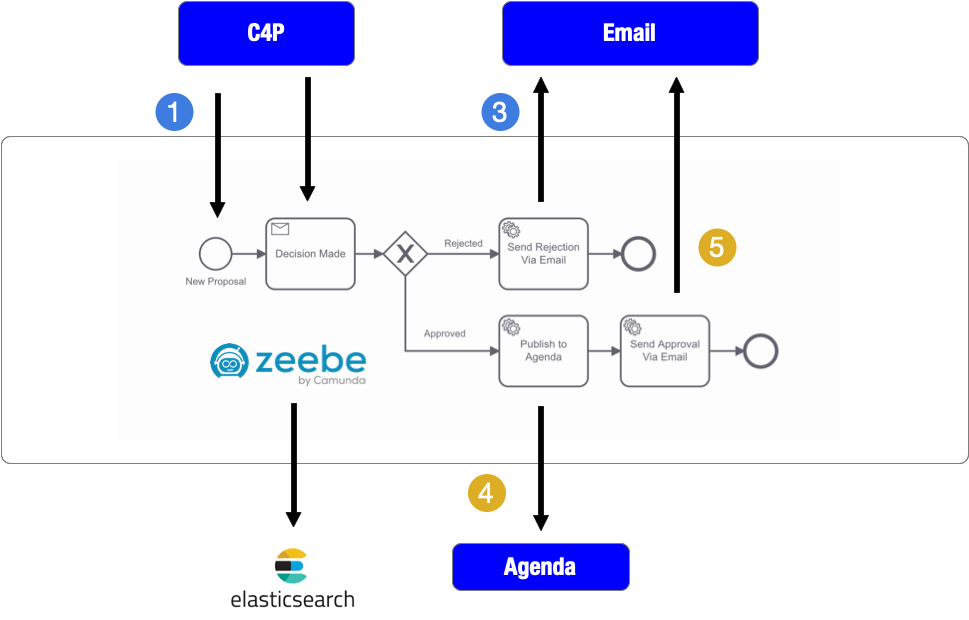 C4P
Email
1
3
Decision Made
Rejected
Send Rejection
Via Email
5
New Proposal
Approved
Publish to
Agenda
Send Approval
Via Email
zeebe
by Camunda
4
Agenda
elasticsearch